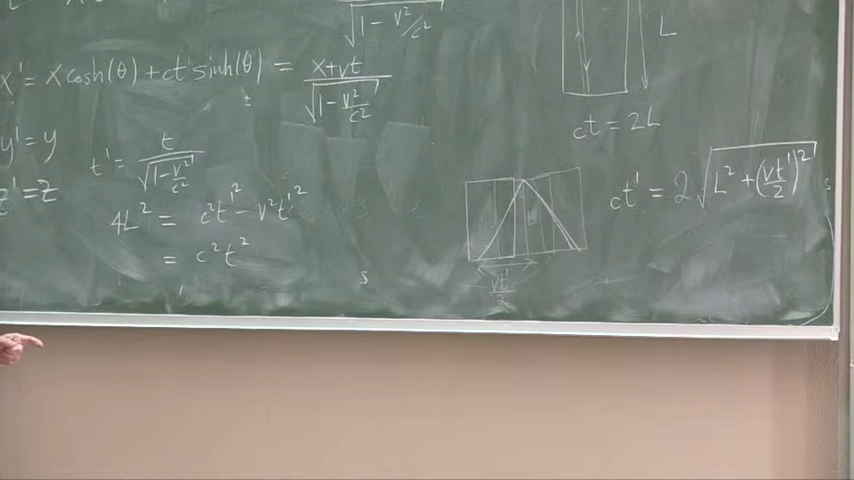 √(1 - v²/c²)
x' = x cosh(θ) + ct sinh(θ) = (x+vt)/√(1 - v²/c²)
y' = y
z' = z
t' = t/√(1 - v²/c²)
4L² = c²t'² - v²t'²
= c²t²
s
L
ct = 2L
ct' = 2√(L² + (vt'/2)²)
L
vt'/2